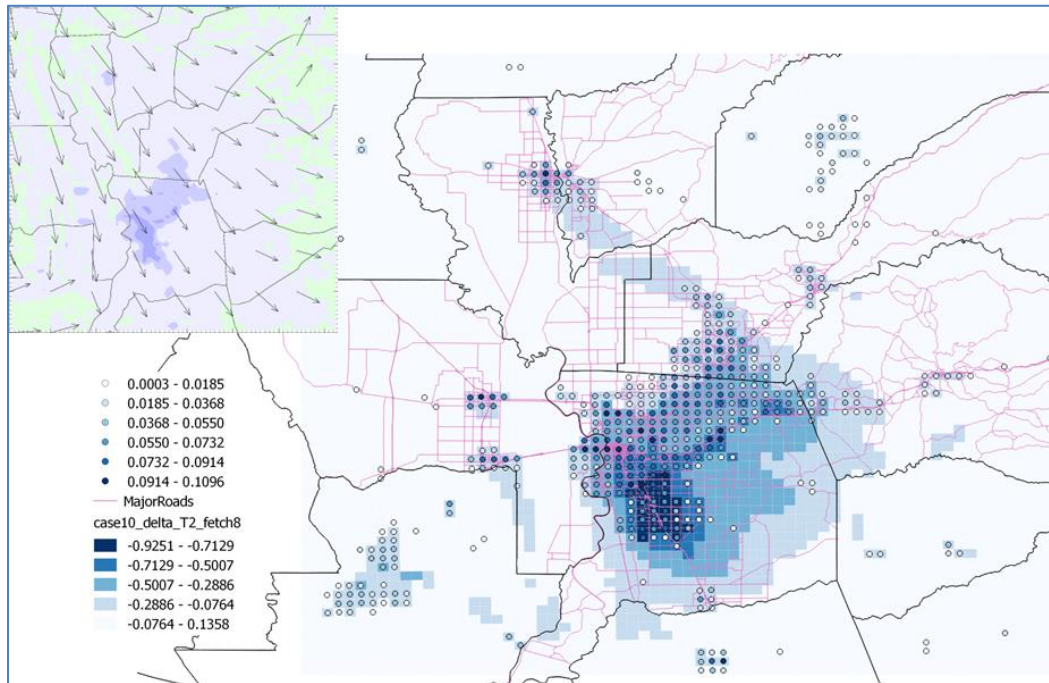 0.0003 - 0.0185
0.0185 - 0.0368
0.0368 - 0.0550
0.0550 - 0.0732
0.0732 - 0.0914
0.0914 - 0.1096
MajorRoads
case10_delta_T2_fetch8
-0.9251 - -0.7129
-0.7129 - -0.5007
-0.5007 - -0.2886
-0.2886 - -0.0764
-0.0764 - 0.1358